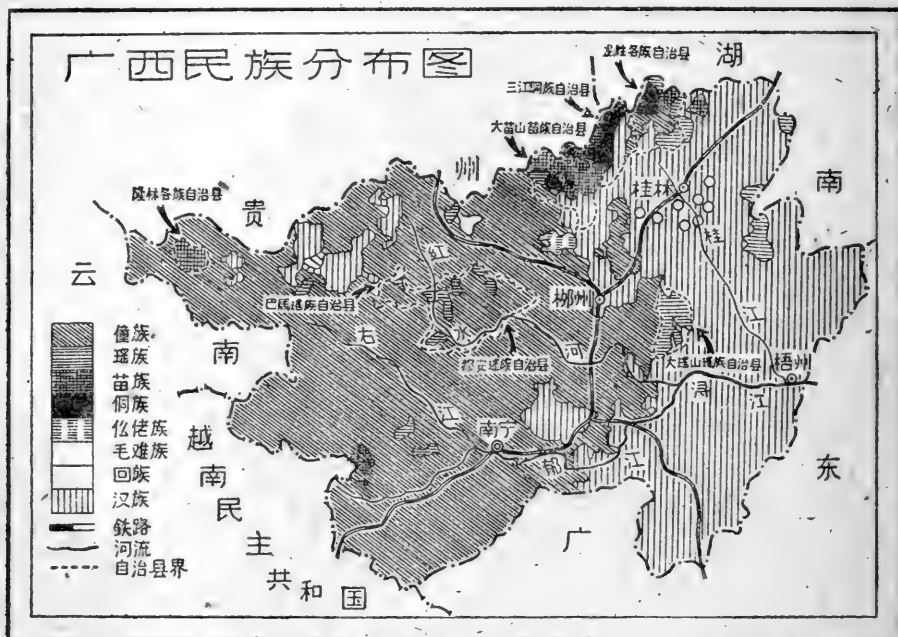 广西民族分布图
龙胜各族自治县
湖
三江侗族自治县
大苗山苗族自治县
州
桂林
南
隆林各族自治县
贵
桂
红
云
巴馬瑶族自治县
柳州
江
右
水
河
都安瑶族自治县
大瑶山瑶族自治县
梧州
南
浔
江
江
南宁
郁
江
越
南
民
主
共和国
广
东
僮族
瑶族
苗族
侗族
仫佬族
毛难族
回族
汉族
鉄路
河流
自治县界